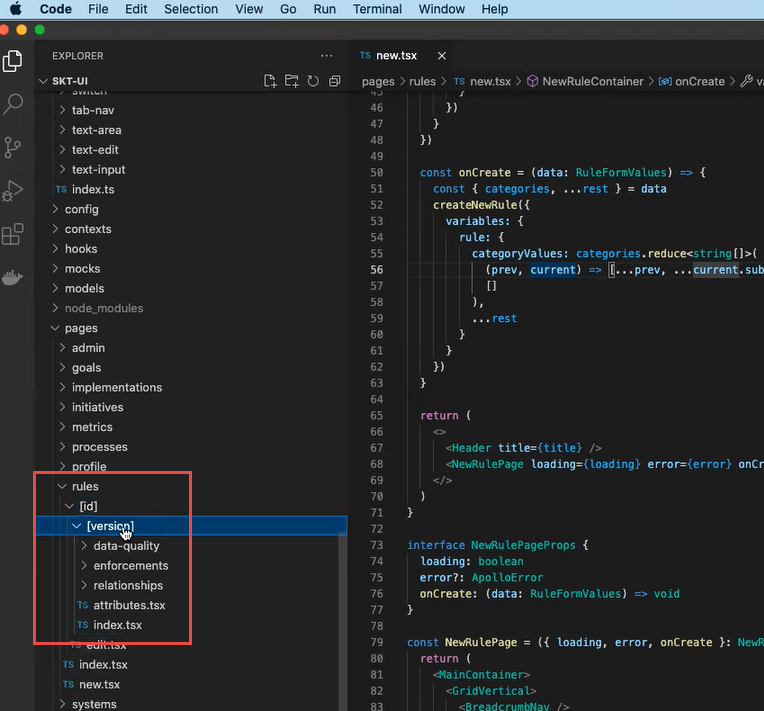 Code File Edit Selection View Go Run Terminal Window Help
EXPLORER ...
TS new.tsx ×
SKT-UI
pages > rules > TS new.tsx > NewRuleContainer > onCreate >
switch
tab-nav
text-area
text-edit
text-input
TS index.ts
config
contexts
hooks
mocks
models
node_modules
pages
admin
goals
implementations
initiatives
metrics
processes
profile
rules
[id]
[version]
data-quality
enforcements
relationships
TS attributes.tsx
TS index.tsx
TS edit.tsx
TS index.tsx
TS new.tsx
systems
45 }
46 })
47 }
48 })
49
50 const onCreate = (data: RuleFormValues) => {
51 const { categories, ...rest } = data
52 createNewRule({
53 variables: {
54 rule: {
55 categoryValues: categories.reduce<string[]>(
56 (prev, current) => [...prev, ...current.sub
57 []
58 ),
59 ...rest
60 }
61 }
62 })
63 }
64
65 return (
66 <>
67 <Header title={title} />
68 <NewRulePage loading={loading} error={error} onCr
69 </>
70 )
71 }
72
73 interface NewRulePageProps {
74 loading: boolean
75 error?: ApolloError
76 onCreate: (data: RuleFormValues) => void
77 }
78
79 const NewRulePage = ({ loading, error, onCreate }: NewR
80 return (
81 <MainContainer>
82 <GridVertical>
83 <BreadcrumbNav />